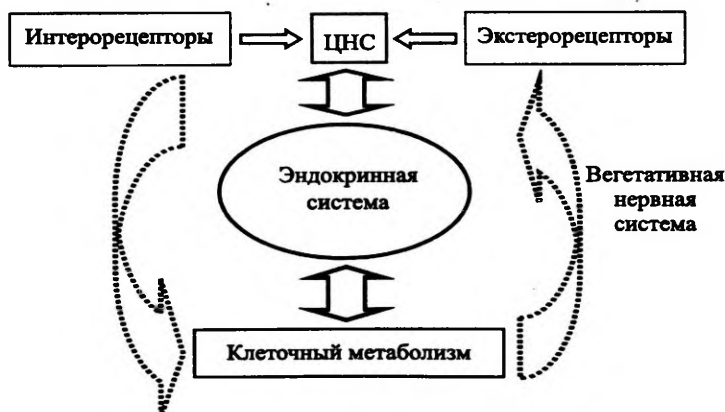 Интерорецепторы
ЦНС
Экстерорецепторы
Эндокринная
система
Вегетативная
нервная
система
Клеточный метаболизм